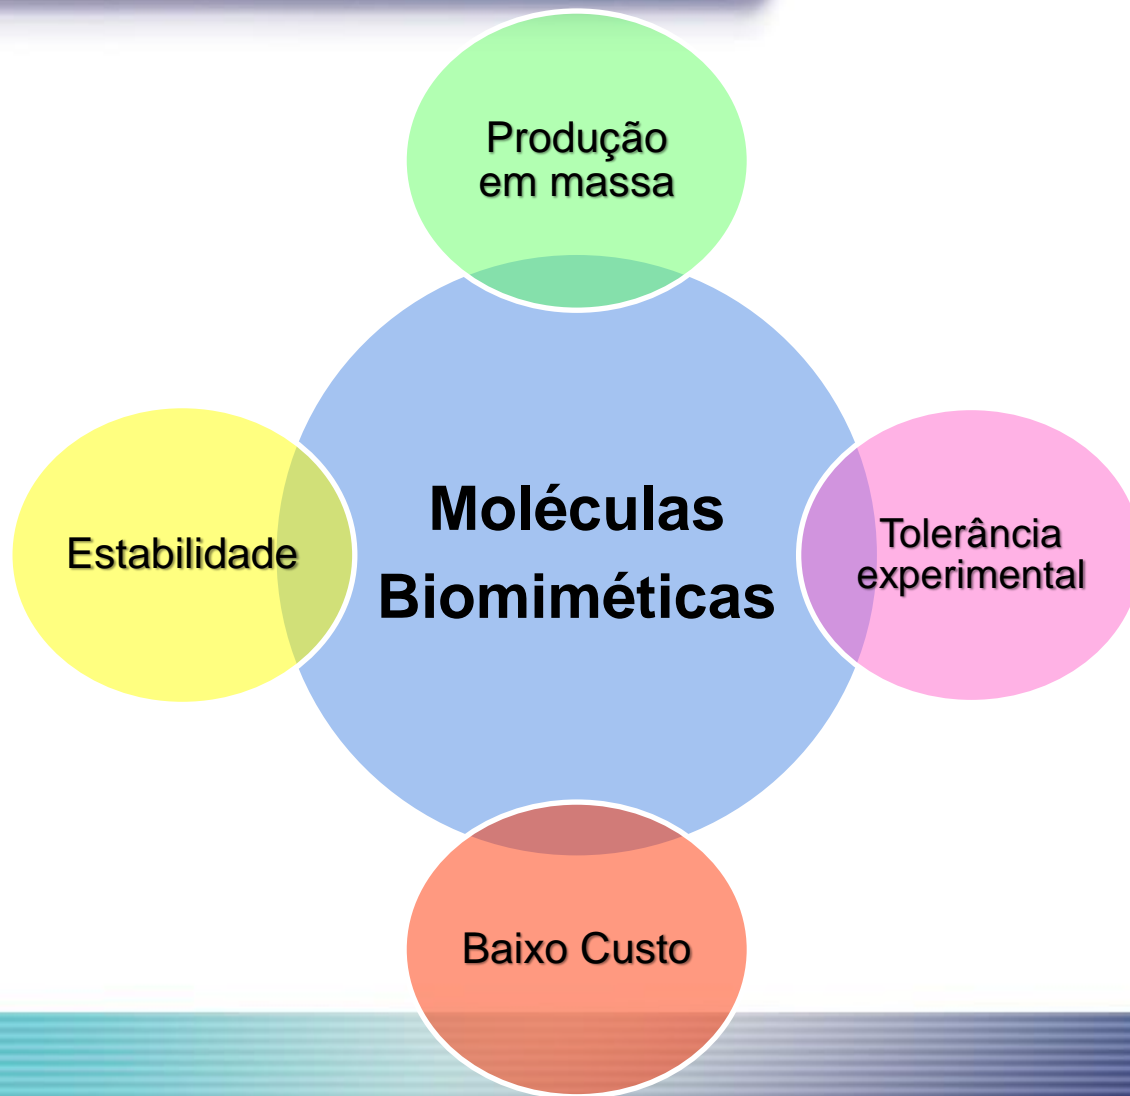 Produção
em massa
Estabilidade
Moléculas
Biomiméticas
Tolerância
experimental
Baixo Custo